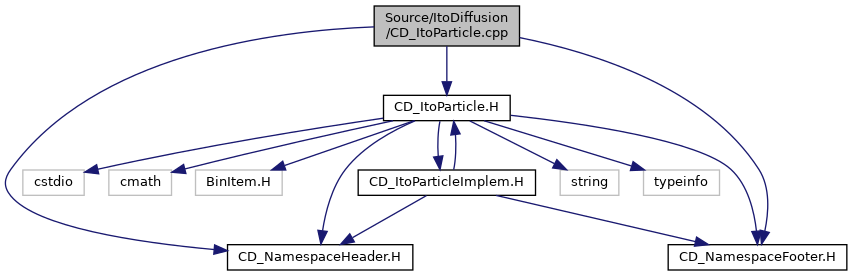 Source/ItoDiffusion
/CD_ItoParticle.cpp
CD_ItoParticle.H
cstdio
cmath
BinItem.H
CD_ItoParticleImplem.H
string
typeinfo
CD_NamespaceHeader.H
CD_NamespaceFooter.H